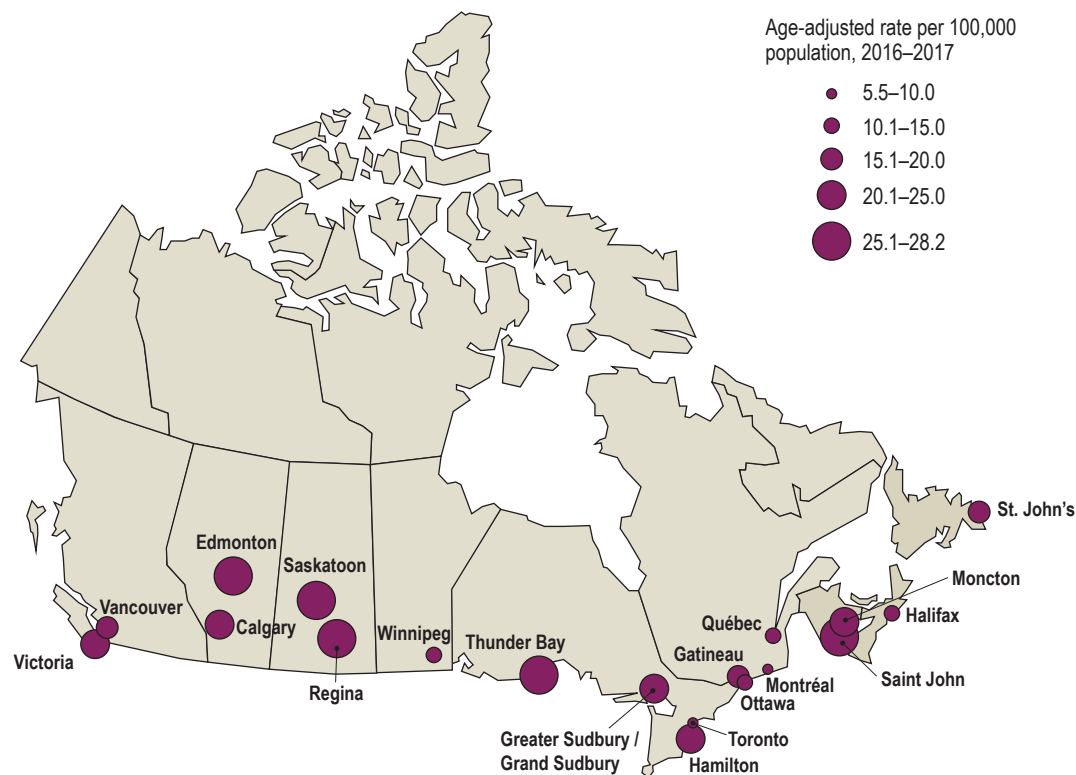 Age-adjusted rate per 100,000
population, 2016–2017
5.5–10.0
10.1–15.0
15.1–20.0
20.1–25.0
25.1–28.2
St. John's
Edmonton
Saskatoon
Moncton
Vancouver
Calgary
Winnipeg
Halifax
Québec
Thunder Bay
Gatineau
Victoria
Regina
Montréal
Saint John
Ottawa
Greater Sudbury /
Grand Sudbury
Toronto
Hamilton